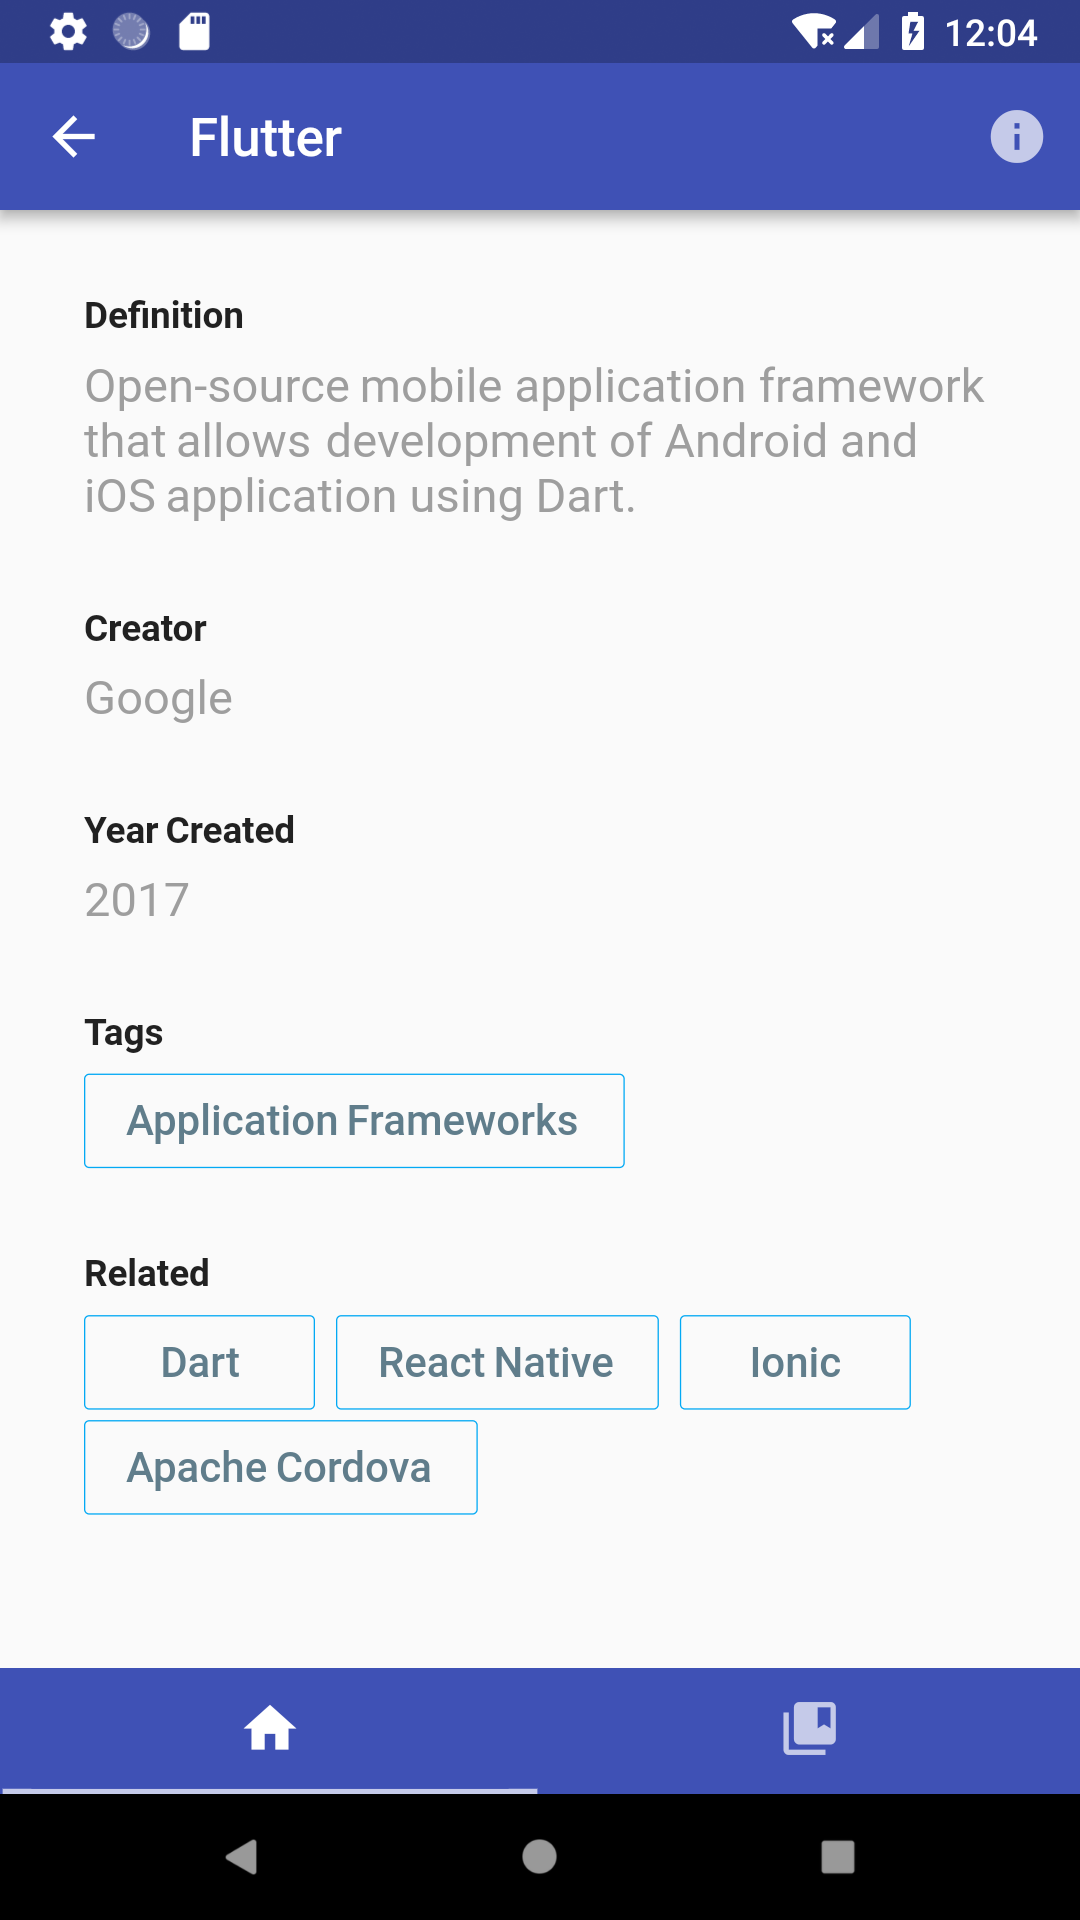 12:04
Flutter
Definition
Open-source mobile application framework
that allows development of Android and
iOS application using Dart.
Creator
Google
Year Created
2017
Tags
Application Frameworks
Related
Dart React Native Ionic
Apache Cordova